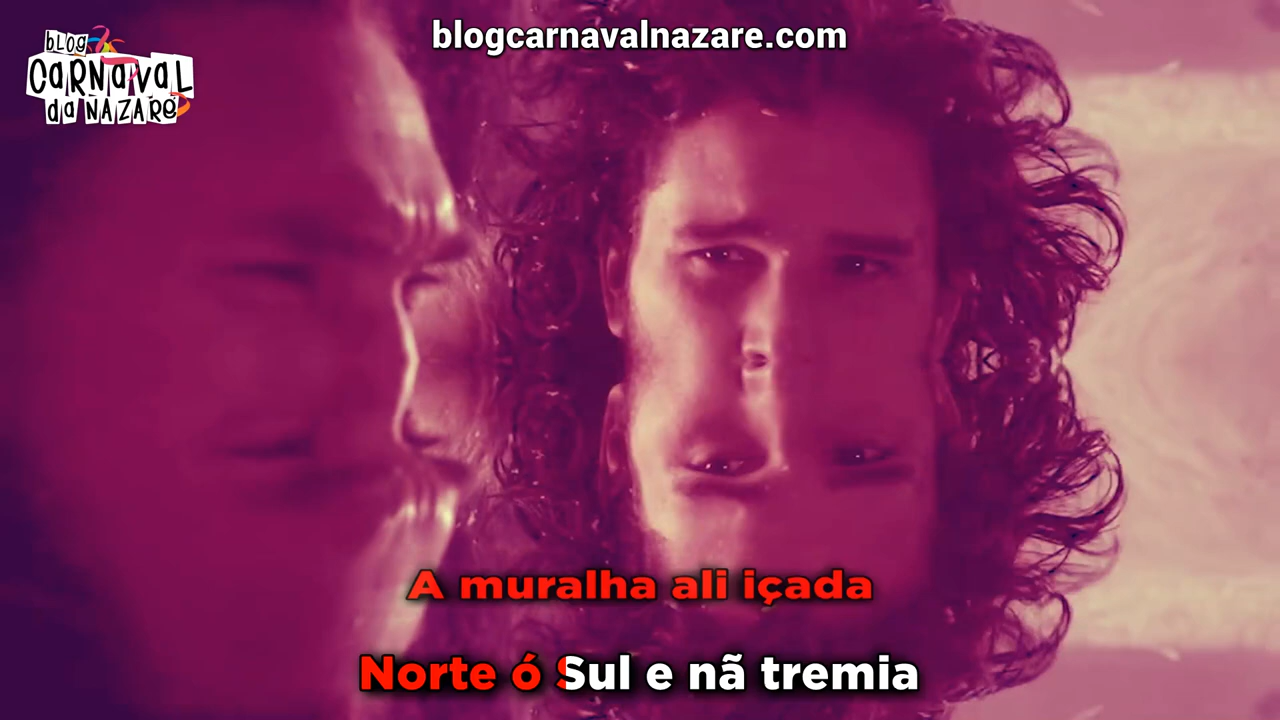 blogcarnavalnazare.com
BLOG
CARNAVAL
da NAZARÉ
A muralha ali içada
Norte ó Sul e nã tremia